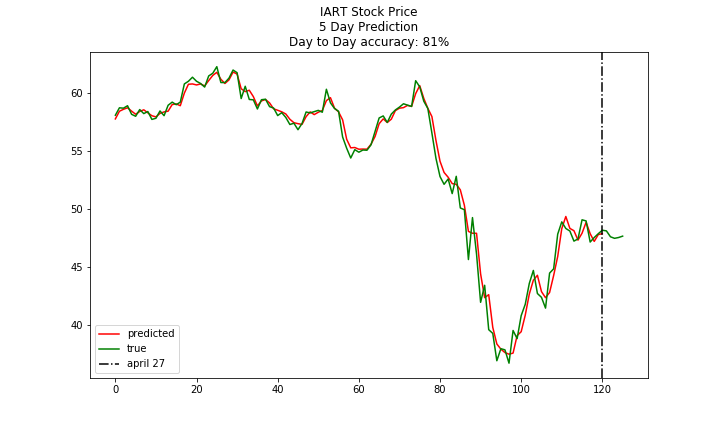 IART Stock Price
5 Day Prediction
Day to Day accuracy: 81%
60
55
50
45
40
predicted
true
april 27
0
20
40
60
80
100
120